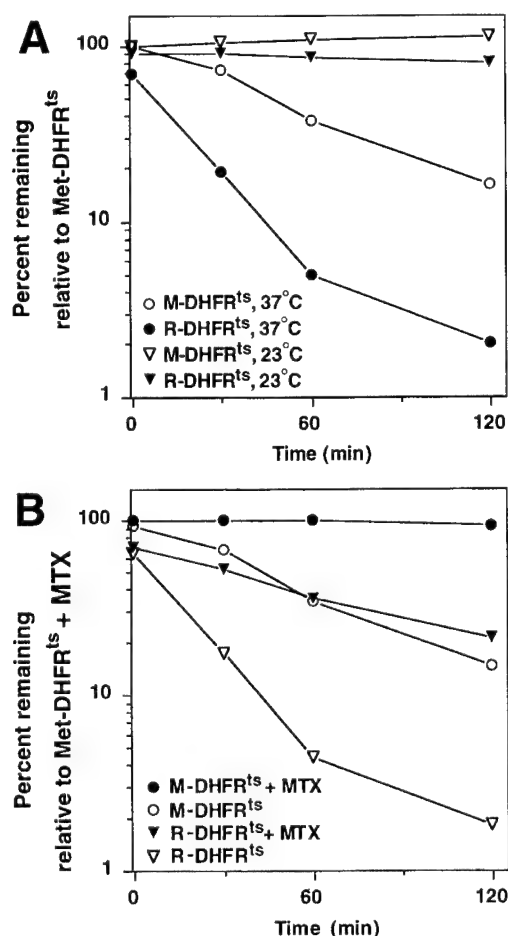 A
Percent remaining
relative to Met-DHFRts
100
10
1
○ M-DHFRts, 37°C
● R-DHFRts, 37°C
▽ M-DHFRts, 23°C
▼ R-DHFRts, 23°C
0
60
120
Time (min)
B
Percent remaining
relative to Met-DHFRts + MTX
100
10
1
● M-DHFRts + MTX
○ M-DHFRts
▼ R-DHFRts + MTX
▽ R-DHFRts
0
60
120
Time (min)